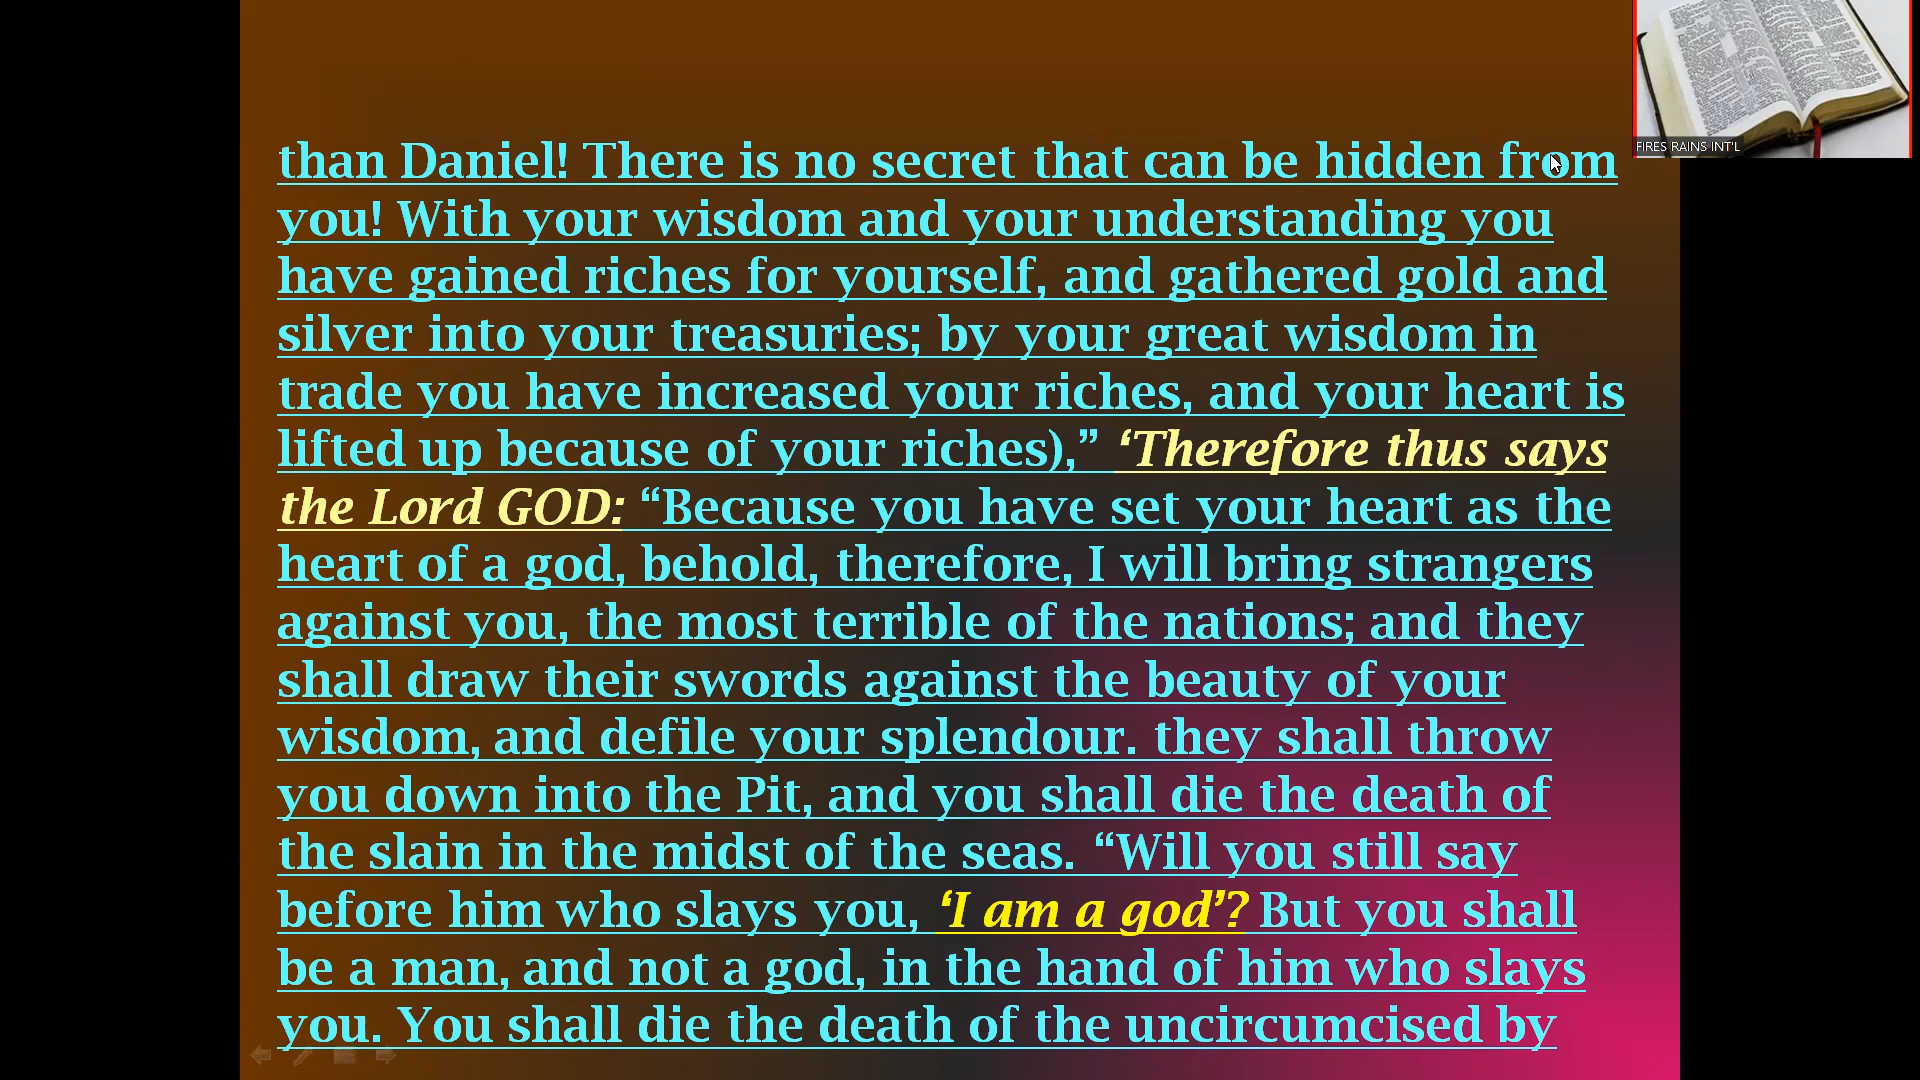 than Daniel! There is no secret that can be hidden from
you! With your wisdom and your understanding you
have gained riches for yourself, and gathered gold and
silver into your treasuries; by your great wisdom in
trade you have increased your riches, and your heart is
lifted up because of your riches),” ‘Therefore thus says
the Lord GOD: “Because you have set your heart as the
heart of a god, behold, therefore, I will bring strangers
against you, the most terrible of the nations; and they
shall draw their swords against the beauty of your
wisdom, and defile your splendour. they shall throw
you down into the Pit, and you shall die the death of
the slain in the midst of the seas. “Will you still say
before him who slays you, ‘I am a god’? But you shall
be a man, and not a god, in the hand of him who slays
you. You shall die the death of the uncircumcised by
FIRES RAINS INT'L